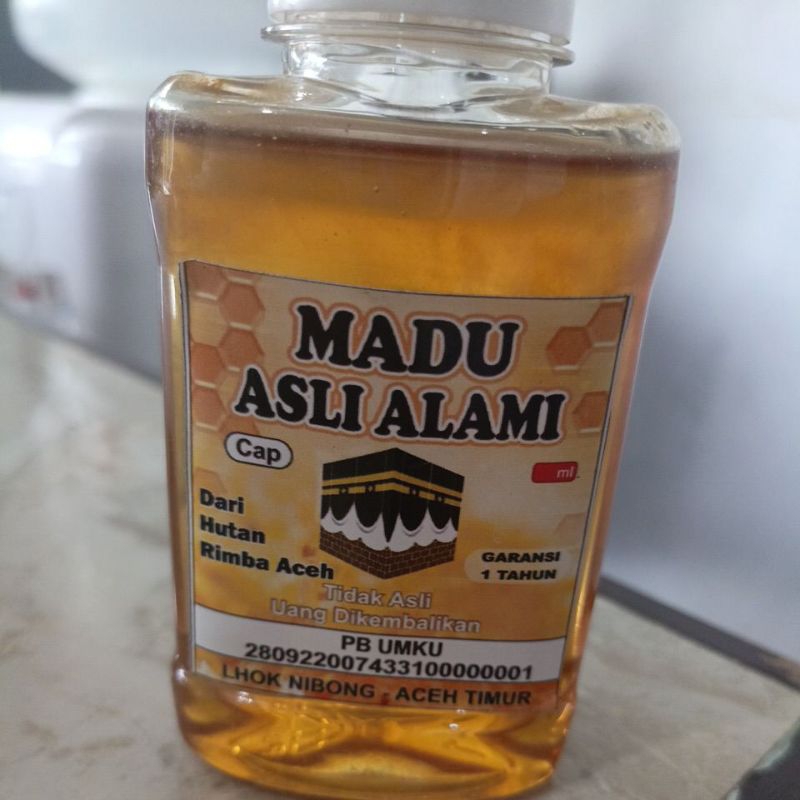 MADU
ASLI ALAMI
Cap
ml
Dari
Hutan
Rimba Aceh
GARANSI
1 TAHUN
Tidak Asli
Uang Dikembalikan
PB UMKU
280922007433100000001
LHOK NIBONG - ACEH TIMUR